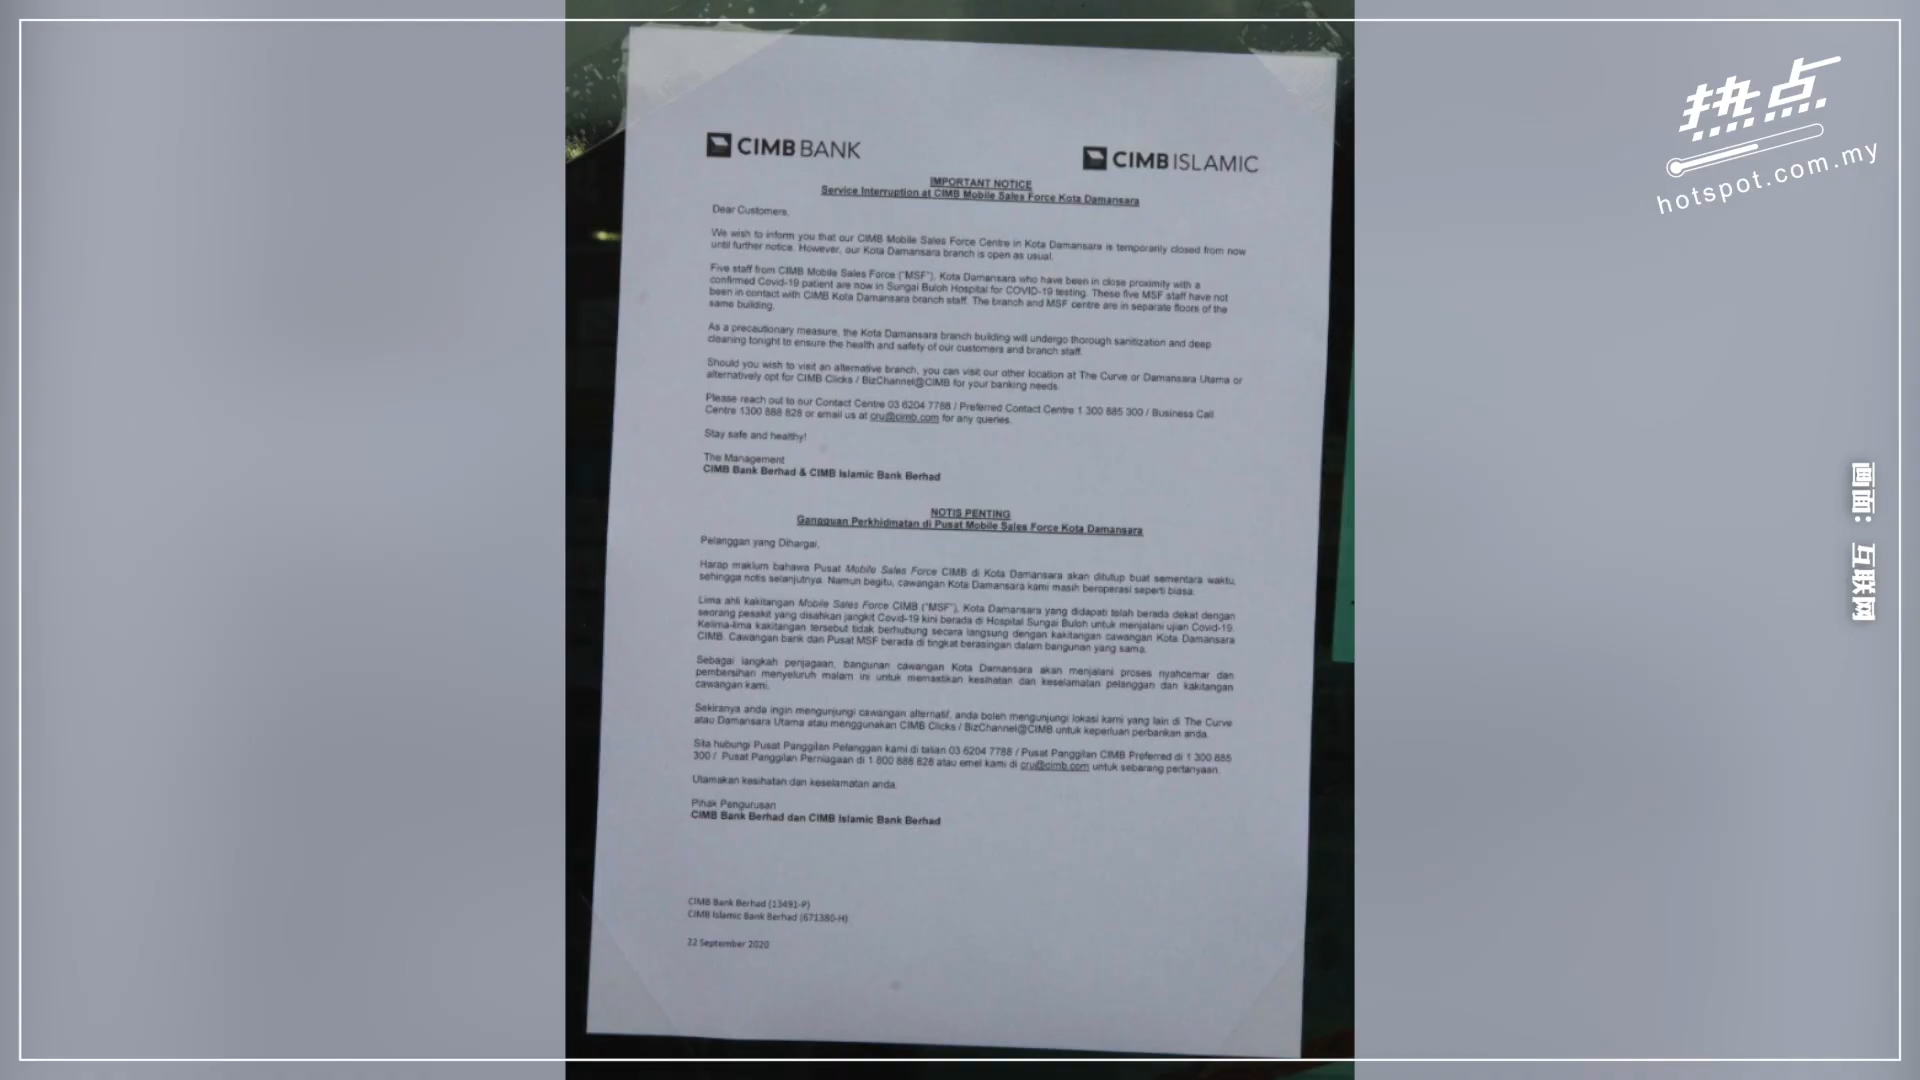 CIMB BANK
CIMB ISLAMIC
IMPORTANT NOTICE
Service Interruption at CIMB Mobile Sales Force Kota Damansara
Dear Customers,
We wish to inform you that our CIMB Mobile Sales Force Centre in Kota Damansara is temporarily closed from now
until further notice. However, our Kota Damansara branch is open as usual.
Five staff from CIMB Mobile Sales Force ("MSF"), Kota Damansara who have been in close proximity with a
confirmed Covid-19 patient are now in Sungai Buloh Hospital for COVID-19 testing. These five MSF staff have not
been in contact with CIMB Kota Damansara branch staff. The branch and MSF centre are in separate floors of the
same building.
As a precautionary measure, the Kota Damansara branch building will undergo thorough sanitization and deep
cleaning tonight to ensure the health and safety of our customers and branch staff.
Should you wish to visit an alternative branch, you can visit our other location at The Curve or Damansara Utama or
alternatively opt for CIMB Clicks / BizChannel@CIMB for your banking needs.
Please reach out to our Contact Centre 03 6204 7788 / Preferred Contact Centre 1 300 885 300 / Business Call
Centre 1300 888 828 or email us at cru@cimb.com for any queries.
Stay safe and healthy!
The Management
CIMB Bank Berhad & CIMB Islamic Bank Berhad
NOTIS PENTING
Gangguan Perkhidmatan di Pusat Mobile Sales Force Kota Damansara
Pelanggan yang Dihargai,
Harap maklum bahawa Pusat Mobile Sales Force CIMB di Kota Damansara akan ditutup buat sementara waktu,
sehingga notis selanjutnya. Namun begitu, cawangan Kota Damansara kami masih beroperasi seperti biasa.
Lima ahli kakitangan Mobile Sales Force CIMB ("MSF"), Kota Damansara yang didapati telah berada dekat dengan
seorang pesakit yang disahkan jangkit Covid-19 kini berada di Hospital Sungai Buloh untuk menjalani ujian Covid-19.
Kelima-lima kakitangan tersebut tidak berhubung secara langsung dengan kakitangan cawangan Kota Damansara
CIMB. Cawangan bank dan Pusat MSF berada di tingkat berasingan dalam bangunan yang sama.
Sebagai langkah penjagaan, bangunan cawangan Kota Damansara akan menjalani proses nyahcemar dan
pembersihan menyeluruh malam ini untuk memastikan kesihatan dan keselamatan pelanggan dan kakitangan
cawangan kami.
Sekiranya anda ingin mengunjungi cawangan alternatif, anda boleh mengunjungi lokasi kami yang lain di The Curve
atau Damansara Utama atau menggunakan CIMB Clicks / BizChannel@CIMB untuk keperluan perbankan anda.
Sila hubungi Pusat Panggilan Pelanggan kami di talian 03 6204 7788 / Pusat Panggilan CIMB Preferred di 1 300 885
300 / Pusat Panggilan Perniagaan di 1 800 888 828 atau emel kami di cru@cimb.com untuk sebarang pertanyaan.
Utamakan kesihatan dan keselamatan anda.
Pihak Pengurusan
CIMB Bank Berhad dan CIMB Islamic Bank Berhad
CIMB Bank Berhad (13491-P)
CIMB Islamic Bank Berhad (671380-H)
22 September 2020
热点
hotspot.com.my
画面：互联网